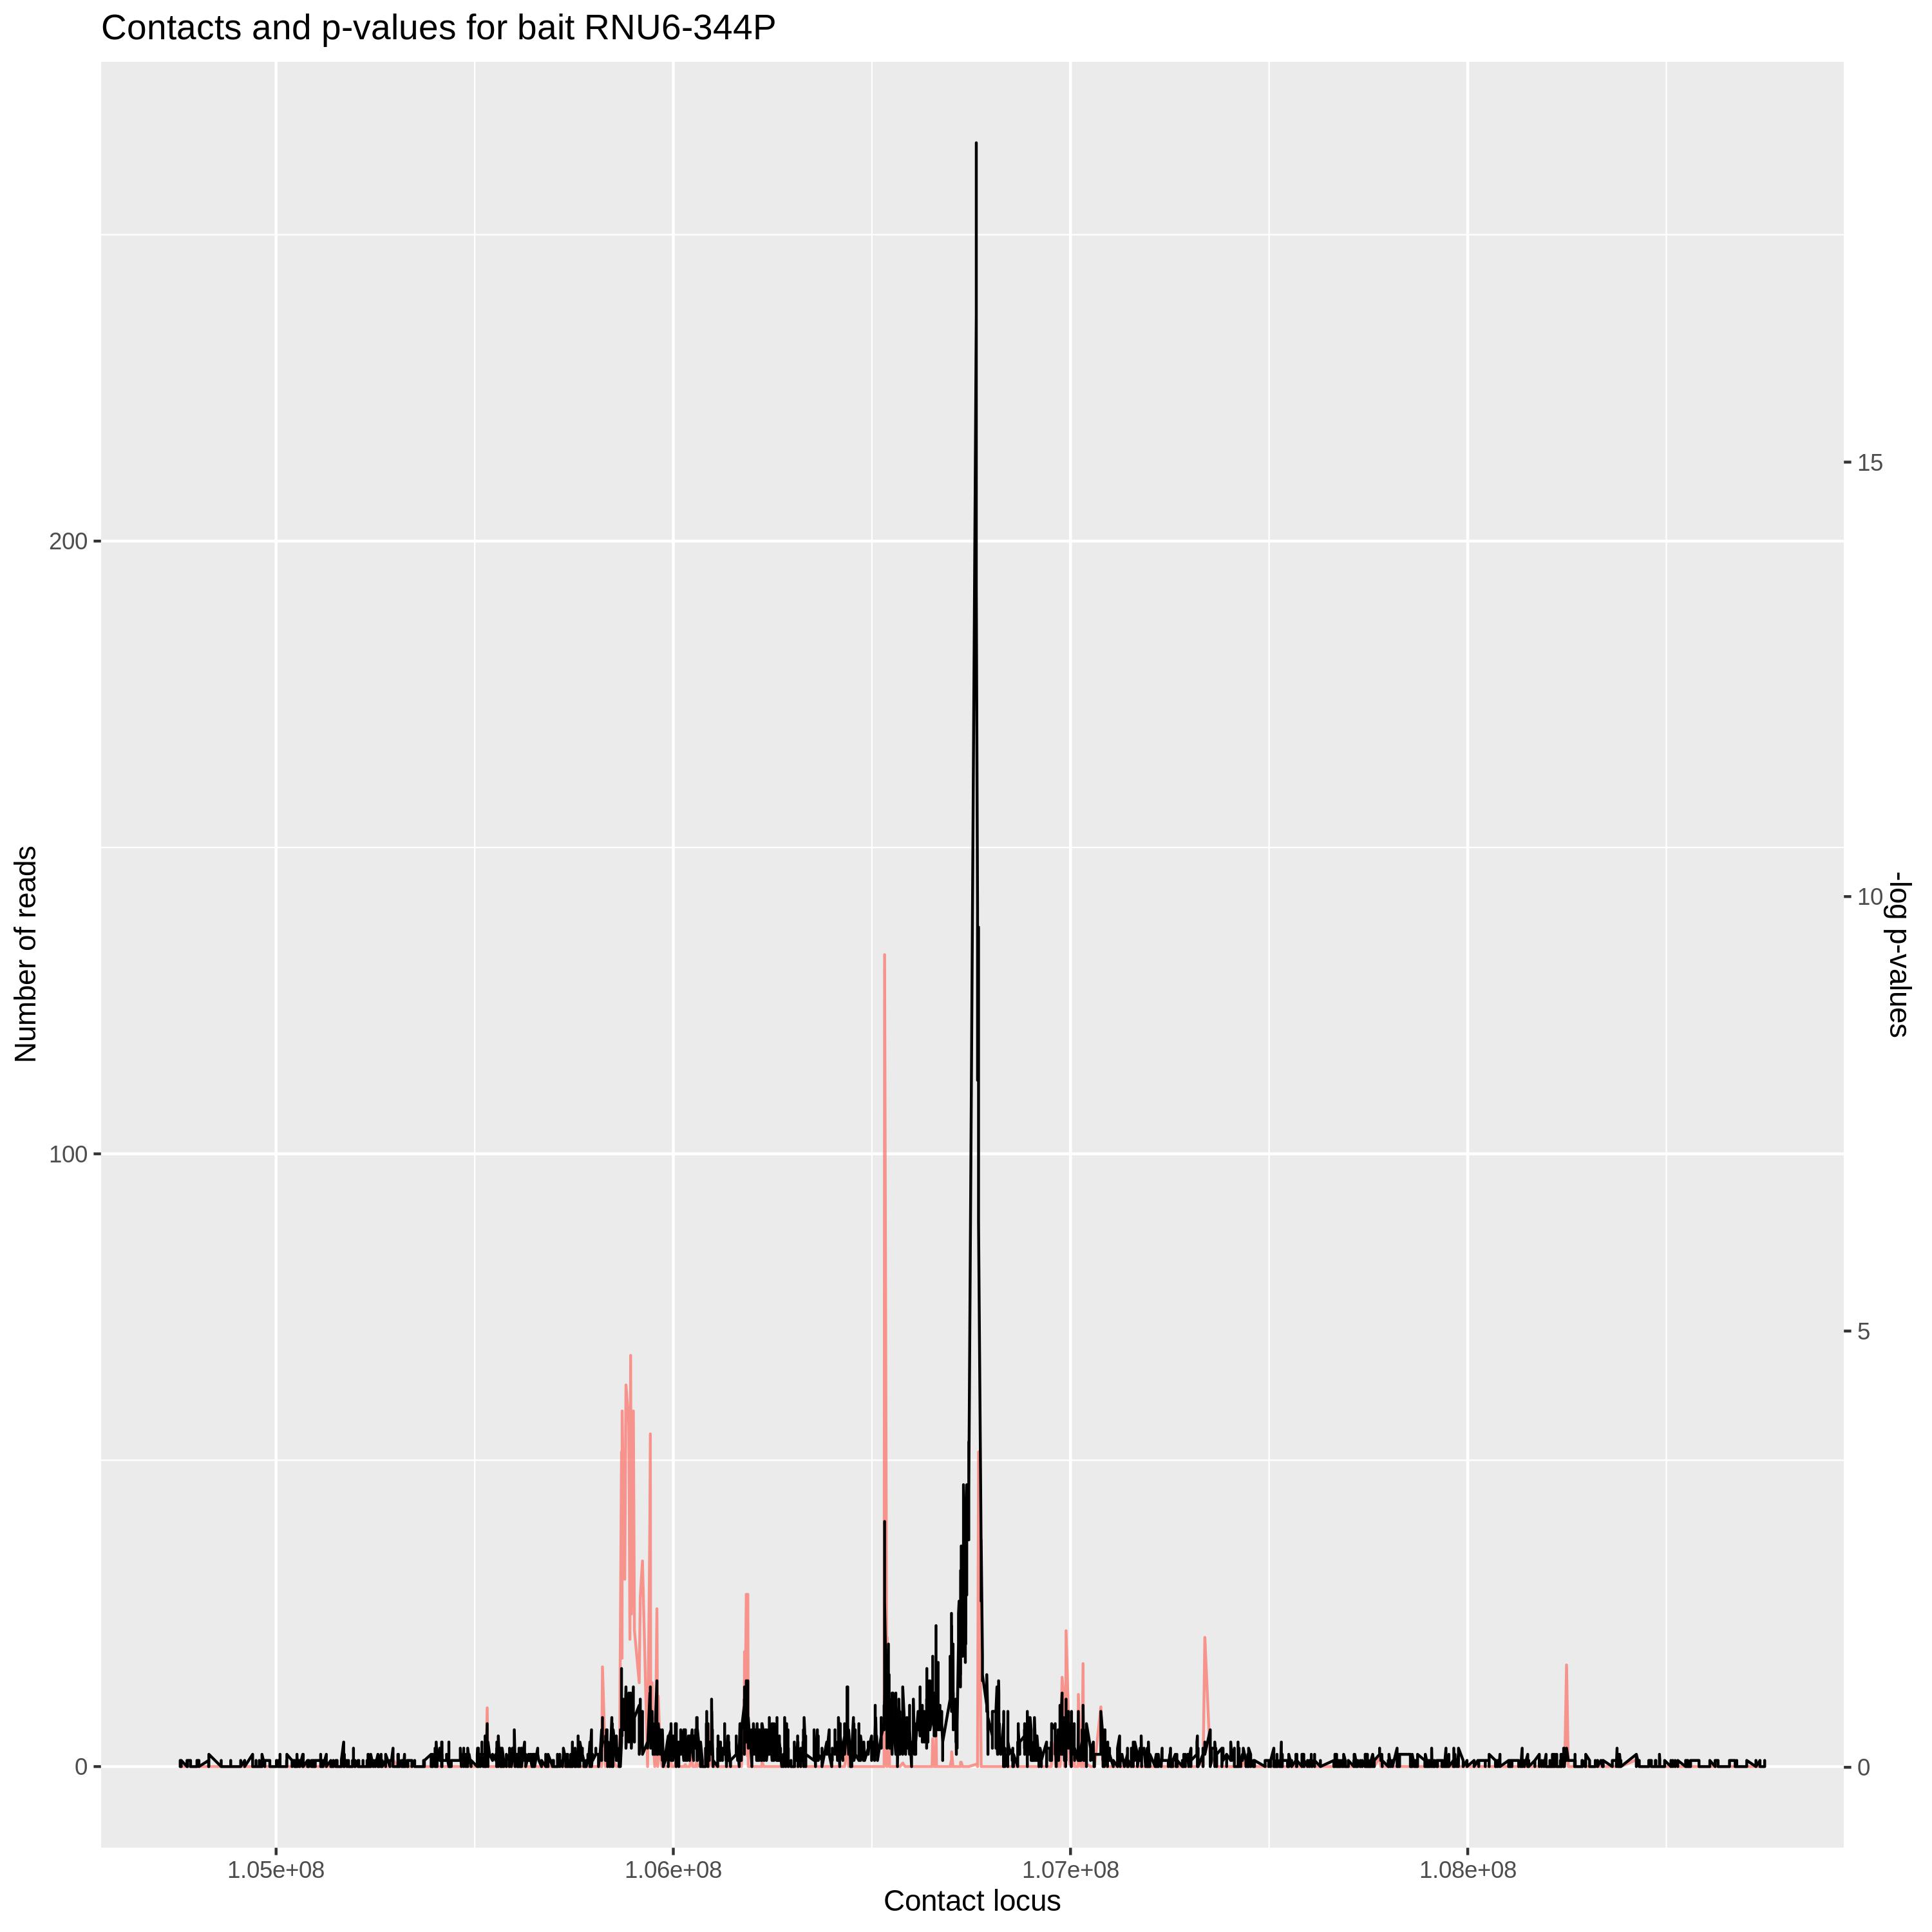 Contacts and p-values for bait RNU6-344P
200
100
0
Number of reads
15
10
5
0
-log p-values
1.05e+08
1.06e+08
1.07e+08
1.08e+08
Contact locus